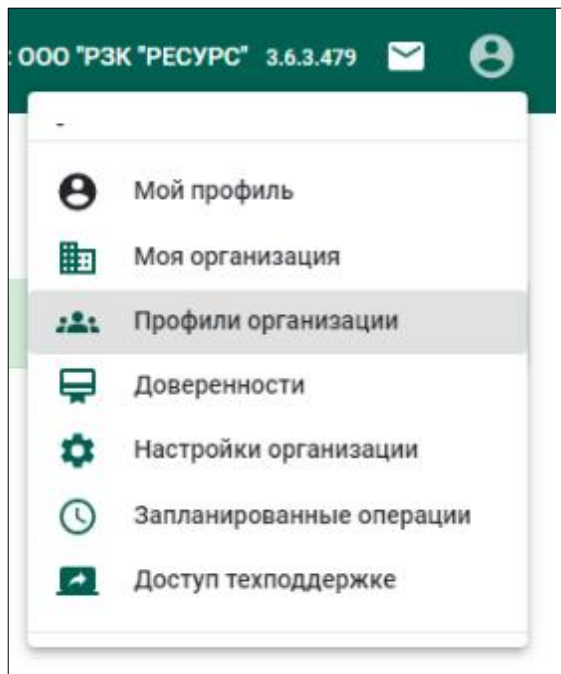 : ООО "РЗК "РЕСУРС" 3.6.3.479
-
Мой профиль
Моя организация
Профили организации
Доверенности
Настройки организации
Запланированные операции
Доступ техподдержке